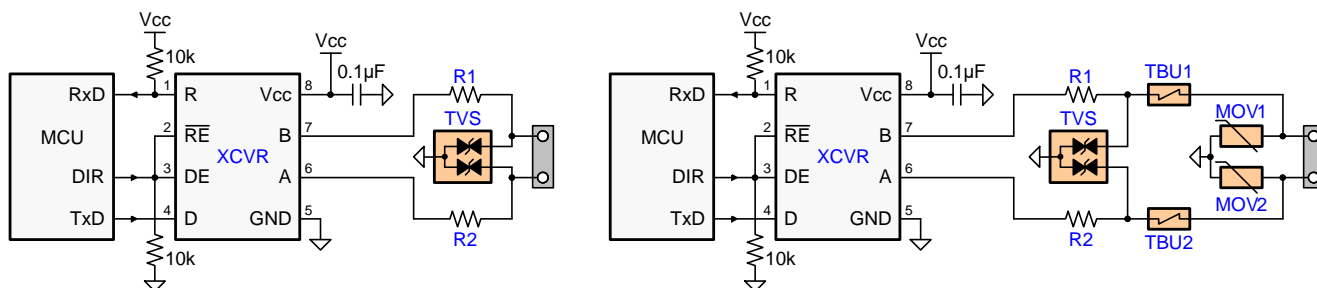 Vcc
10k
Vcc
0.1µF
R1
RxD
1
R
Vcc
8
MCU
2
RE
B
7
TVS
XCVR
DIR
3
DE
A
6
TxD
4
D
GND
5
R2
10k
Vcc
10k
Vcc
0.1µF
R1
TBU1
RxD
1
R
Vcc
8
MOV1
MCU
2
RE
B
7
TVS
XCVR
DIR
3
DE
A
6
MOV2
TxD
4
D
GND
5
R2
TBU2
10k